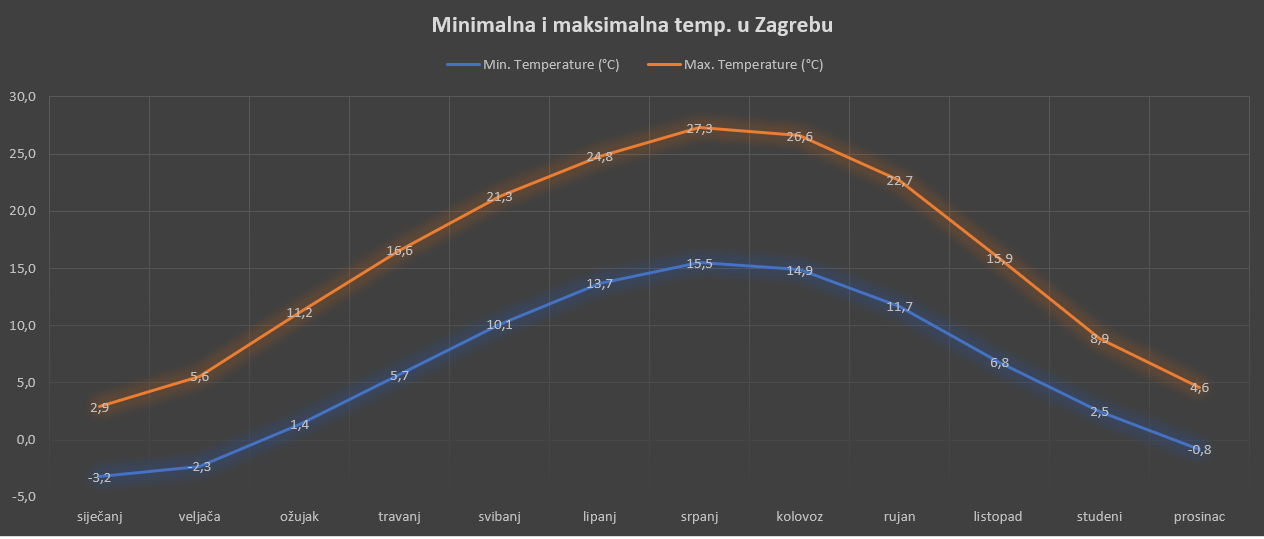 Minimalna i maksimalna temp. u Zagrebu
Min. Temperature (°C) Max. Temperature (°C)
30,0
25,0
20,0
15,0
10,0
5,0
0,0
-5,0
2,9 5,6 11,2 16,6 21,3 24,8 27,3 26,6 22,7 15,9 8,9 4,6
-3,2 -2,3 1,4 5,7 10,1 13,7 15,5 14,9 11,7 6,8 2,5 -0,8
siječanj veljača ožujak travanj svibanj lipanj srpanj kolovoz rujan listopad studeni prosinac